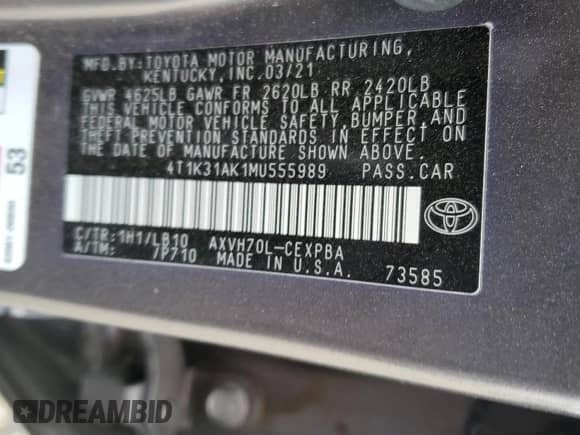 MFD.BY:TOYOTA MOTOR MANUFACTURING,
KENTUCKY, INC. 03/21
GVWR 4625LB GAWR FR 2620LB RR 2420LB
THIS VEHICLE CONFORMS TO ALL APPLICABLE
FEDERAL MOTOR VEHICLE SAFETY, BUMPER, AND
THEFT PREVENTION STANDARDS IN EFFECT ON
THE DATE OF MANUFACTURE SHOWN ABOVE.
4T1K31AK1MU555989 PASS.CAR
C/TR:1H1/LB10 AXVH70L-CEXPBA
A/TM: 7P710 MADE IN U.S.A. 73585
53
DREAMBID